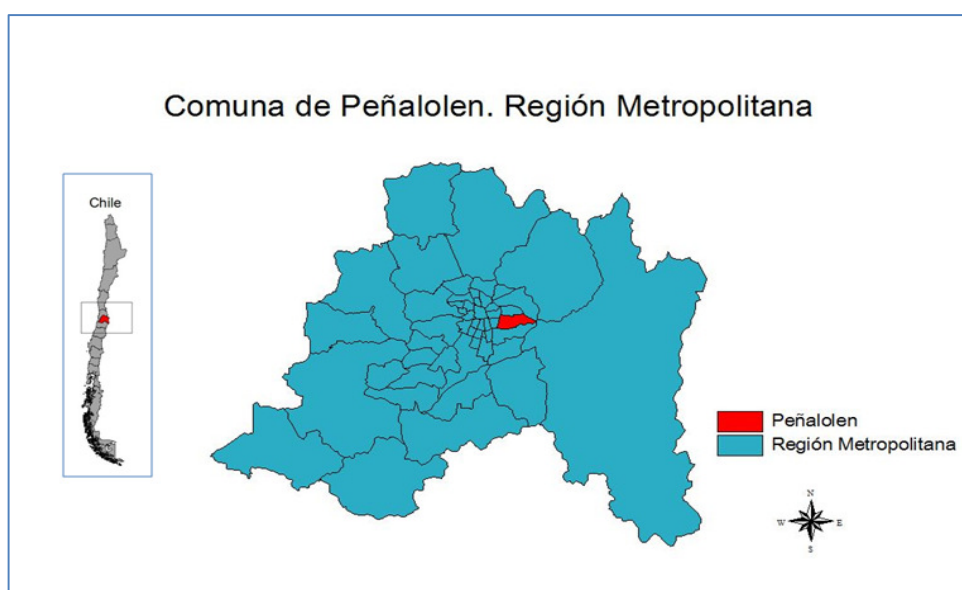 Comuna de Peñalolen. Región Metropolitana
Chile
Peñalolen
Región Metropolitana
N
W E
S